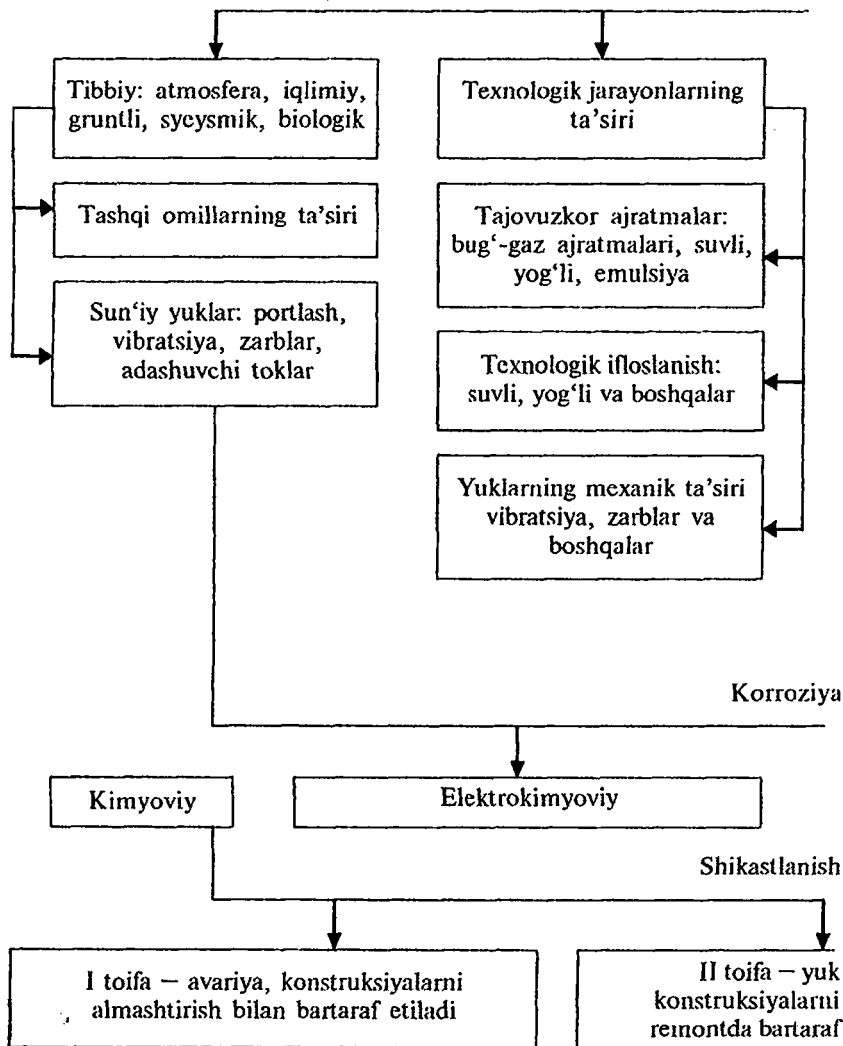 Tibbiy: atmosfera, iqlimiy,
gruntli, syeysmik, biologik
Tashqi omillarning ta’siri
Sun‘iy yuklar: portlash,
vibratsiya, zarblar,
adashuvchi toklar
Texnologik jarayonlarning
ta’siri
Tajovuzkor ajratmalar:
bug‘-gaz ajratmalari, suvli,
yog‘li, emulsiya
Texnologik ifloslanish:
suvli, yog‘li va boshqalar
Yuklarning mexanik ta’siri
vibratsiya, zarblar va
boshqalar
Korroziya
Kimyoviy
Elektrokimyoviy
Shikastlanish
I toifa – avariya, konstruksiyalarni
almashtirish bilan bartaraf etiladi
II toifa – yuk
konstruksiyalarni
remontda bartaraf